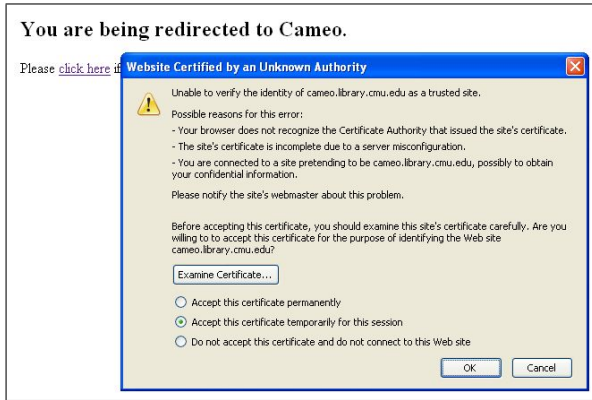 You are being redirected to Cameo.
Please click here if
Website Certified by an Unknown Authority
Unable to verify the identity of cameo.library.cmu.edu as a trusted site.
Possible reasons for this error:
- Your browser does not recognize the Certificate Authority that issued the site's certificate.
- The site's certificate is incomplete due to a server misconfiguration.
- You are connected to a site pretending to be cameo.library.cmu.edu, possibly to obtain
your confidential information.
Please notify the site's webmaster about this problem.
Before accepting this certificate, you should examine this site's certificate carefully. Are you
willing to to accept this certificate for the purpose of identifying the Web site
cameo.library.cmu.edu?
Examine Certificate...
Accept this certificate permanently
Accept this certificate temporarily for this session
Do not accept this certificate and do not connect to this Web site
OK Cancel